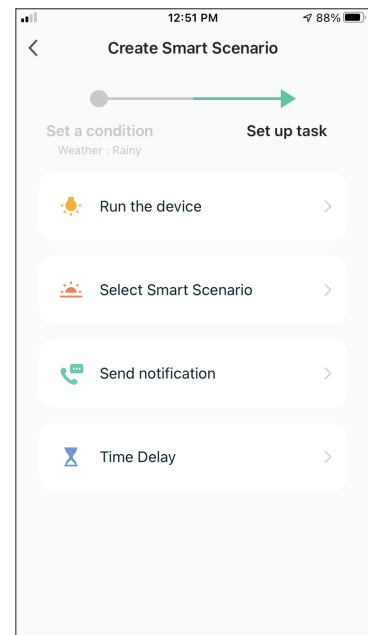 12:51 PM
88%
Create Smart Scenario
Set a condition
Set up task
Weather : Rainy
Run the device
Select Smart Scenario
Send notification
Time Delay